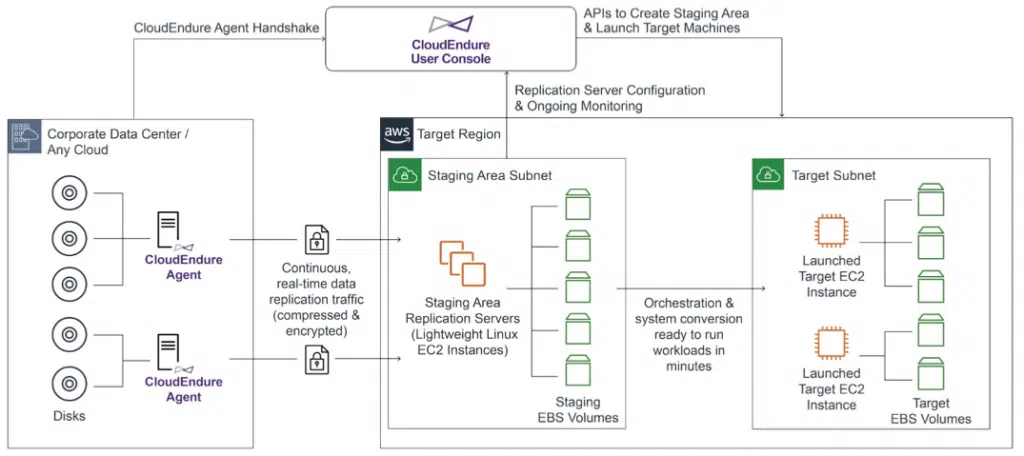 CloudEndure Agent Handshake
CloudEndure
User Console
APIs to Create Staging Area
& Launch Target Machines
Replication Server Configuration
& Ongoing Monitoring
Corporate Data Center /
Any Cloud
CloudEndure
Agent
CloudEndure
Agent
Disks
Continuous,
real-time data
replication traffic
(compressed &
encrypted)
aws
Target Region
Staging Area Subnet
Staging Area
Replication Servers
(Lightweight Linux
EC2 Instances)
Staging
EBS Volumes
Orchestration &
system conversion
ready to run
workloads in
minutes
Target Subnet
Launched
Target EC2
Instance
Launched
Target EC2
Instance
Target
EBS Volumes